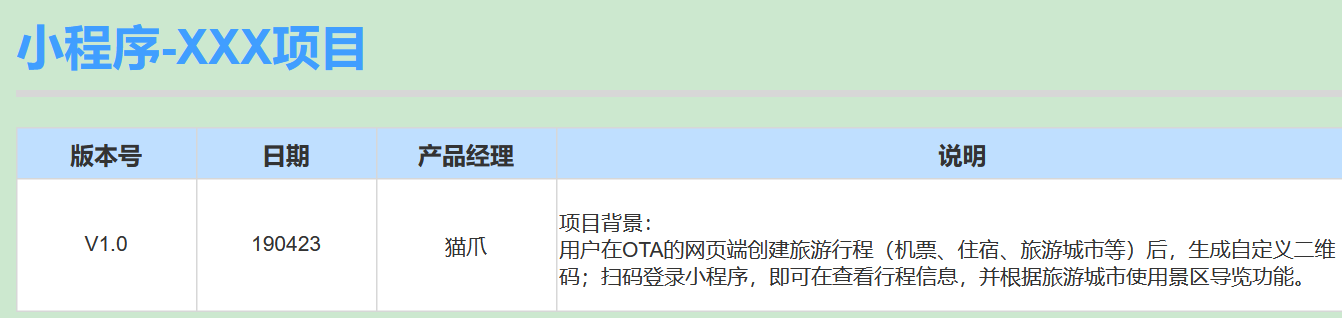 小程序-XXX项目
版本号 日期 产品经理 说明
V1.0 190423 猫爪 项目背景：
用户在OTA的网页端创建旅游行程（机票、住宿、旅游城市等）后，生成自定义二维
码；扫码登录小程序，即可在查看行程信息，并根据旅游城市使用景区导览功能。